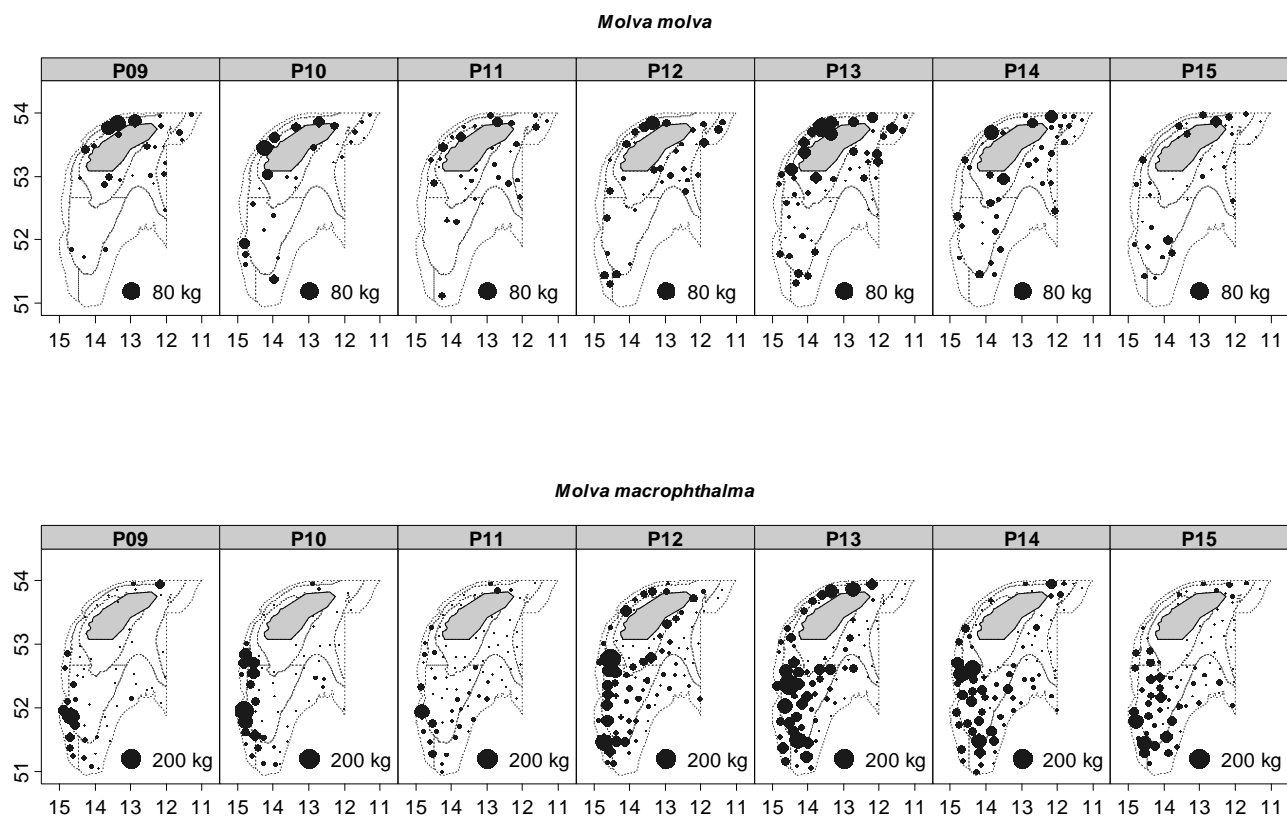 Molva molva
P09 P10 P11 P12 P13 P14 P15
54
53
52
51
80 kg 80 kg 80 kg 80 kg 80 kg 80 kg 80 kg
15 14 13 12 11 15 14 13 12 11 15 14 13 12 11 15 14 13 12 11 15 14 13 12 11 15 14 13 12 11 15 14 13 12 11
Molva macrophthalma
P09 P10 P11 P12 P13 P14 P15
54
53
52
51
200 kg 200 kg 200 kg 200 kg 200 kg 200 kg 200 kg
15 14 13 12 11 15 14 13 12 11 15 14 13 12 11 15 14 13 12 11 15 14 13 12 11 15 14 13 12 11 15 14 13 12 11